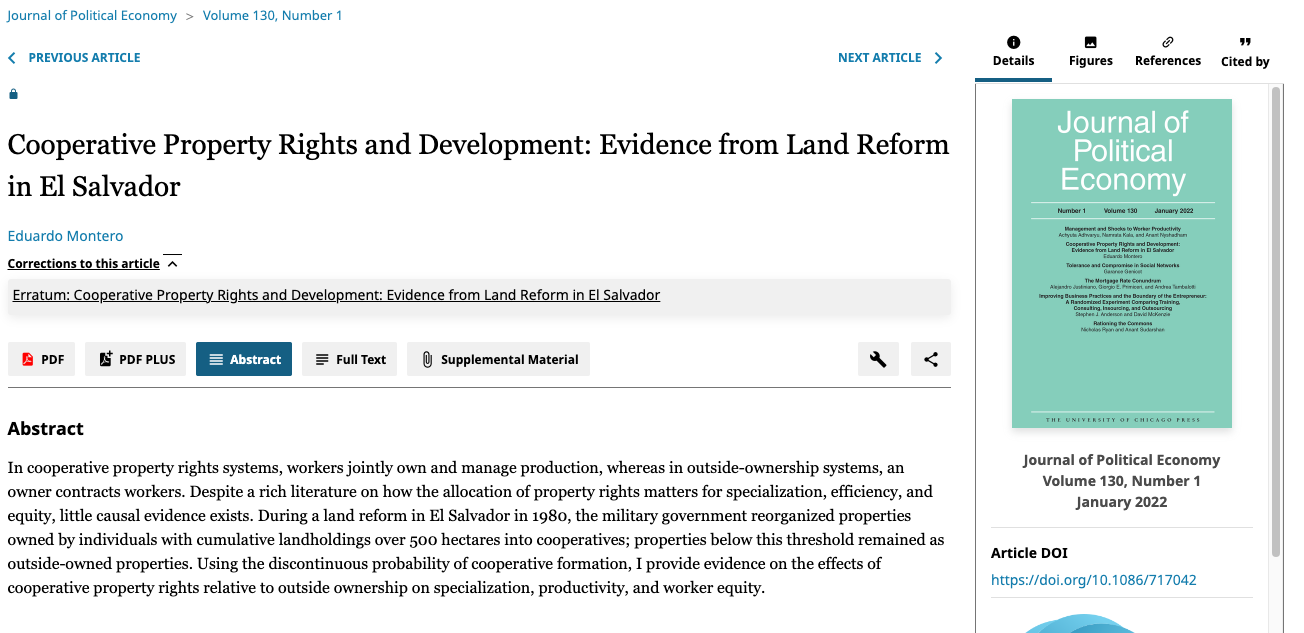 Journal of Political Economy > Volume 130, Number 1
PREVIOUS ARTICLE
NEXT ARTICLE
Cooperative Property Rights and Development: Evidence from Land Reform
in El Salvador
Eduardo Montero
Corrections to this article
Erratum: Cooperative Property Rights and Development: Evidence from Land Reform in El Salvador
PDF
PDF PLUS
Abstract
Full Text
Supplemental Material
Abstract
In cooperative property rights systems, workers jointly own and manage production, whereas in outside-ownership systems, an
owner contracts workers. Despite a rich literature on how the allocation of property rights matters for specialization, efficiency, and
equity, little causal evidence exists. During a land reform in El Salvador in 1980, the military government reorganized properties
owned by individuals with cumulative landholdings over 500 hectares into cooperatives; properties below this threshold remained as
outside-owned properties. Using the discontinuous probability of cooperative formation, I provide evidence on the effects of
cooperative property rights relative to outside ownership on specialization, productivity, and worker equity.
Details
Figures
References
Cited by
Journal of
Political
Economy
Number 1 Volume 130 January 2022
Management and Shocks to Worker Productivity
Achyuta Adhvaryu, Namrata Kala, and Anant Nyshadham
Cooperative Property Rights and Development:
Evidence from Land Reform in El Salvador
Eduardo Montero
Tolerance and Compromise in Social Networks
Garance Genicot
The Mortgage Rate Conundrum
Alejandro Justiniano, Giorgio E. Primiceri, and Andrea Tambalotti
Improving Business Practices and the Boundary of the Entrepreneur:
A Randomized Experiment Comparing Training,
Consulting, Insourcing, and Outsourcing
Stephen J. Anderson and David McKenzie
Rationing the Commons
Nicholas Ryan and Anant Sudarshan
THE UNIVERSITY OF CHICAGO PRESS
Journal of Political Economy
Volume 130, Number 1
January 2022
Article DOI
https://doi.org/10.1086/717042